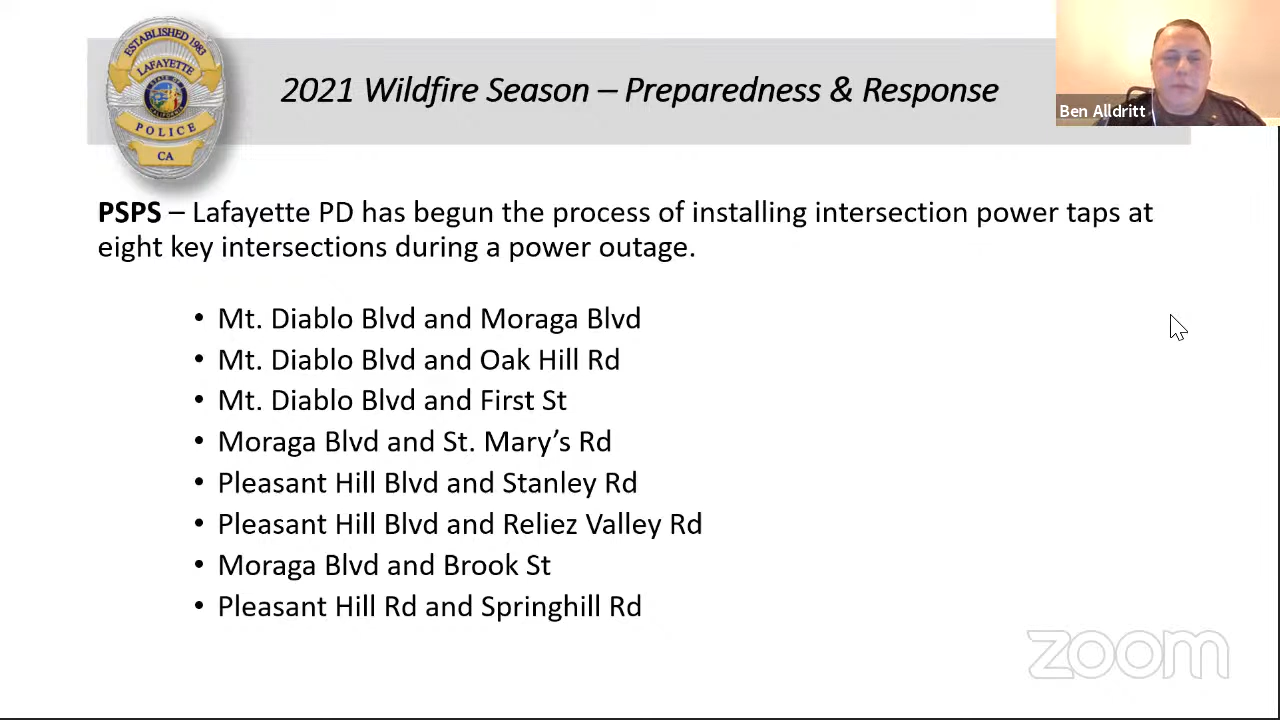 ESTABLISHED 1983
LAFAYETTE
POLICE
CA
2021 Wildfire Season – Preparedness & Response
Ben Alldritt
PSPS – Lafayette PD has begun the process of installing intersection power taps at
eight key intersections during a power outage.
• Mt. Diablo Blvd and Moraga Blvd
• Mt. Diablo Blvd and Oak Hill Rd
• Mt. Diablo Blvd and First St
• Moraga Blvd and St. Mary’s Rd
• Pleasant Hill Blvd and Stanley Rd
• Pleasant Hill Blvd and Reliez Valley Rd
• Moraga Blvd and Brook St
• Pleasant Hill Rd and Springhill Rd
zoom